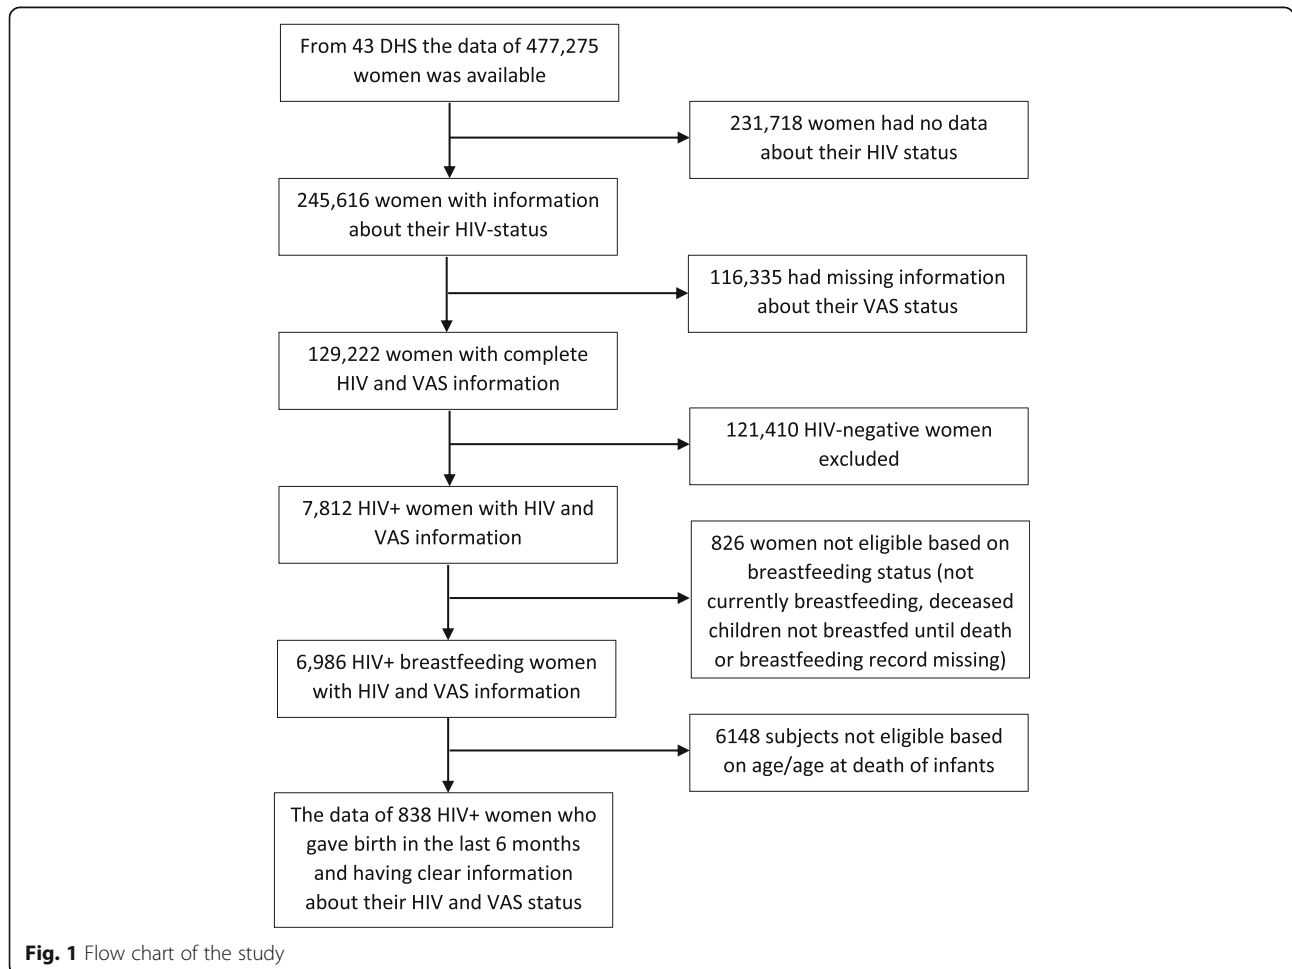 From 43 DHS the data of 477,275
women was available
231,718 women had no data
about their HIV status
245,616 women with information
about their HIV-status
116,335 had missing information
about their VAS status
129,222 women with complete
HIV and VAS information
121,410 HIV-negative women
excluded
7,812 HIV+ women with HIV and
VAS information
826 women not eligible based on
breastfeeding status (not
currently breastfeeding, deceased
children not breastfed until death
or breastfeeding record missing)
6,986 HIV+ breastfeeding women
with HIV and VAS information
6148 subjects not eligible based
on age/age at death of infants
The data of 838 HIV+ women who
gave birth in the last 6 months
and having clear information
about their HIV and VAS status
Fig. 1 Flow chart of the study